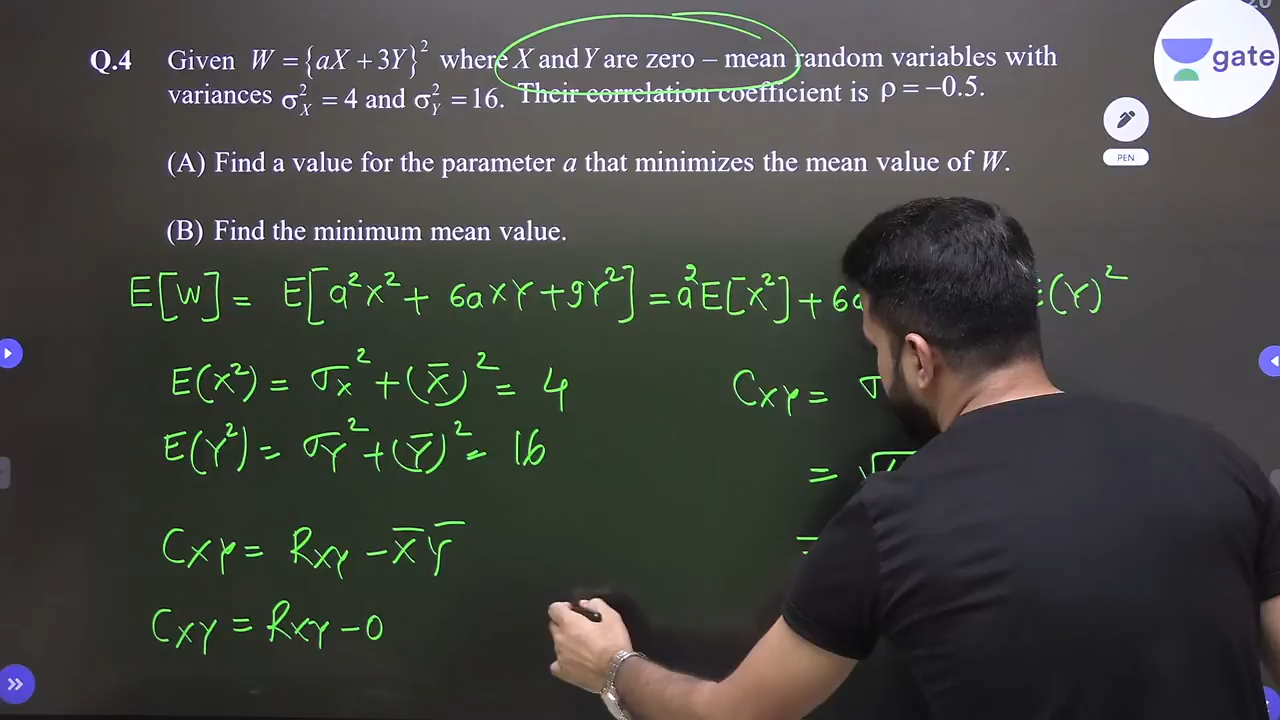 20
gate
Q.4 Given W = {aX + 3Y}² where X and Y are zero – mean random variables with
variances σ²_X = 4 and σ²_Y = 16. Their correlation coefficient is ρ = −0.5.
PEN
(A) Find a value for the parameter a that minimizes the mean value of W.
(B) Find the minimum mean value.
E[W] = E[a²X² + 6aXY + 9Y²] = a²E[X²] + 6a E(Y)²
E(X²) = σx² + (X̄)² = 4
Cxy = σ
E(Y²) = σY² + (Ȳ)² = 16
= √
CXY = RXY − X̄ Ȳ
=
CXY = RXY − 0